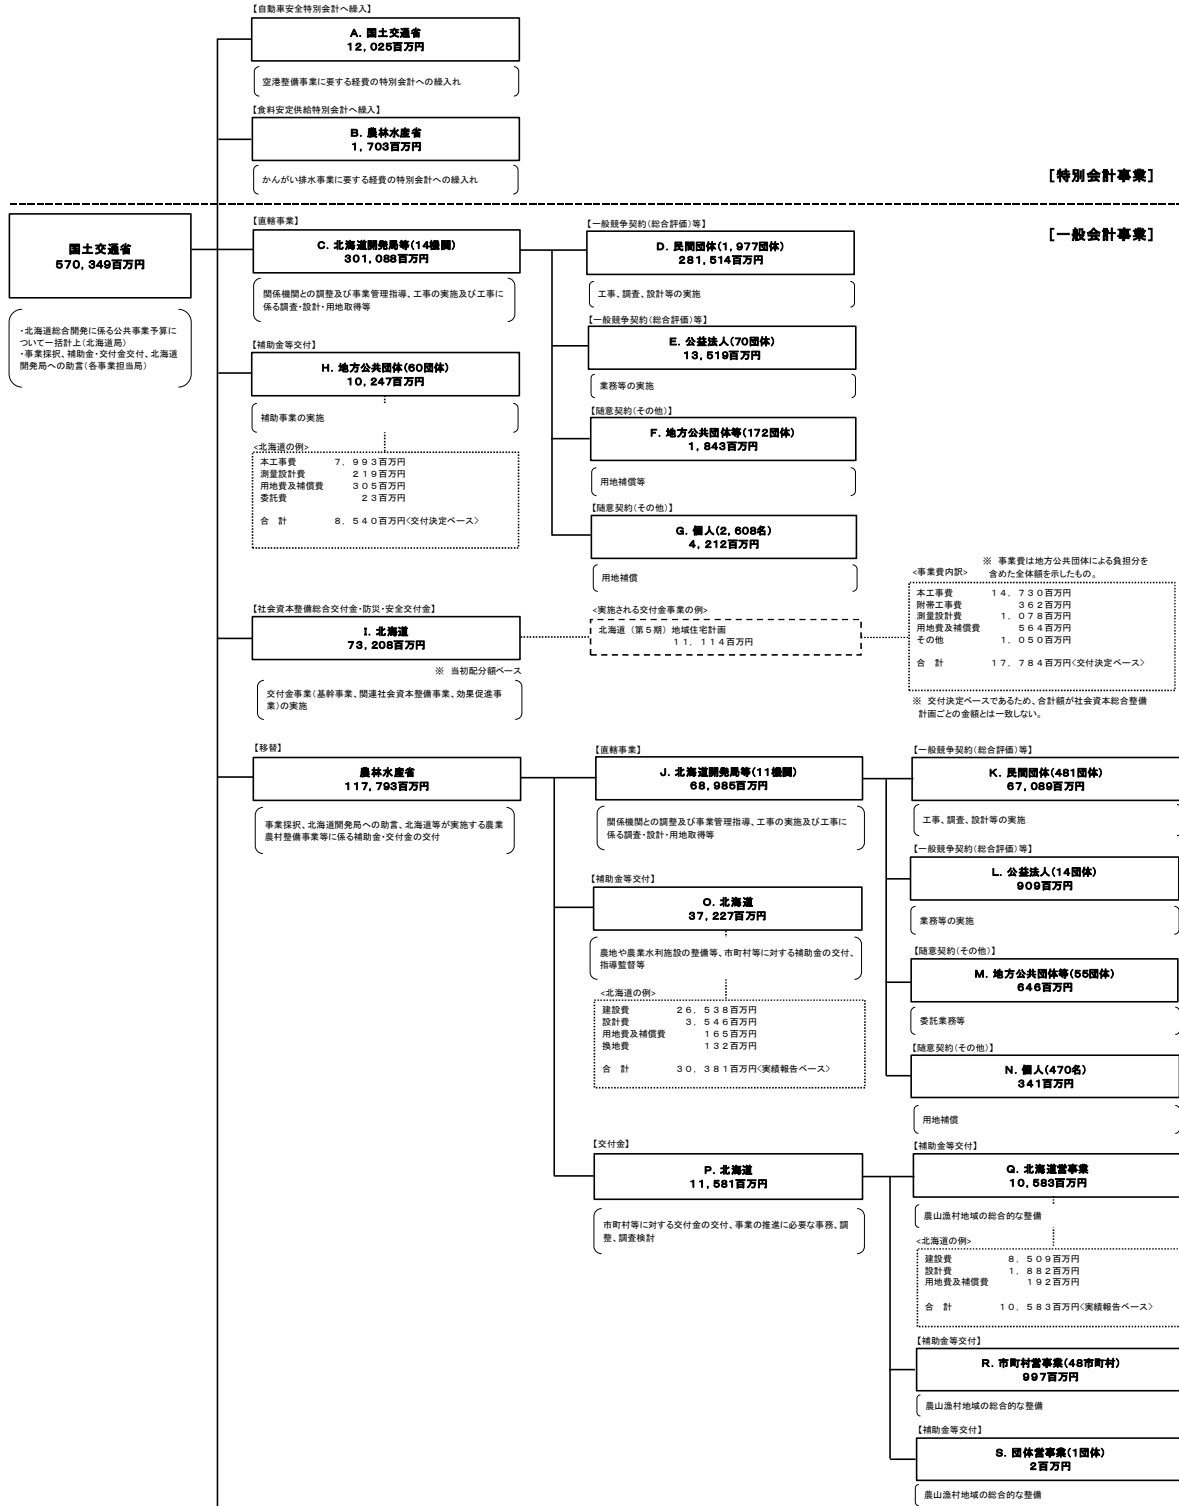 【自動車安全特別会計へ繰入】
A. 国土交通省
12,025百万円
空港整備事業に要する経費の特別会計への繰入れ
【食料安定供給特別会計へ繰入】
B. 農林水産省
1,703百万円
かんがい排水事業に要する経費の特別会計への繰入れ
[特別会計事業]
[一般会計事業]
国土交通省
570,349百万円
・北海道総合開発に係る公共事業予算に
ついて一括計上(北海道局)
・事業採択、補助金・交付金交付、北海道
開発局への助言(各事業担当局)
【直轄事業】
C. 北海道開発局等(14機関)
301,088百万円
関係機関との調整及び事業管理指導、工事の実施及び工事に
係る調査・設計・用地取得等
【一般競争契約(総合評価)等】
D. 民間団体(1,977団体)
281,514百万円
工事、調査、設計等の実施
【一般競争契約(総合評価)等】
E. 公益法人(70団体)
13,519百万円
業務等の実施
【随意契約(その他)】
F. 地方公共団体等(172団体)
1,843百万円
用地補償等
【随意契約(その他)】
G. 個人(2,608名)
4,212百万円
用地補償
【補助金等交付】
H. 地方公共団体(60団体)
10,247百万円
補助事業の実施
<北海道の例>
本工事費 7,993百万円
測量設計費 219百万円
用地費及補償費 305百万円
委託費 23百万円
合 計 8,540百万円<交付決定ベース>
【社会資本整備総合交付金・防災・安全交付金】
I. 北海道
73,208百万円
※ 当初配分額ベース
交付金事業(基幹事業、関連社会資本整備事業、効果促進事
業)の実施
<実施される交付金事業の例>
北海道(第5期)地域住宅計画
11,114百万円
※ 事業費は地方公共団体による負担分を
含めた全体額を示したもの。
<事業費内訳>
本工事費 14,730百万円
附帯工事費 362百万円
測量設計費 1,078百万円
用地費及補償費 564百万円
その他 1,050百万円
合 計 17,784百万円<交付決定ベース>
※ 交付決定ベースであるため、合計額が社会資本総合整備
計画ごとの金額とは一致しない。
【移替】
農林水産省
117,793百万円
事業採択、北海道開発局への助言、北海道等が実施する農業
農村整備事業等に係る補助金・交付金の交付
【直轄事業】
J. 北海道開発局等(11機関)
68,985百万円
関係機関との調整及び事業管理指導、工事の実施及び工事に
係る調査・設計・用地取得等
【一般競争契約(総合評価)等】
K. 民間団体(481団体)
67,089百万円
工事、調査、設計等の実施
【一般競争契約(総合評価)等】
L. 公益法人(14団体)
909百万円
業務等の実施
【随意契約(その他)】
M. 地方公共団体等(55団体)
646百万円
委託業務等
【随意契約(その他)】
N. 個人(470名)
341百万円
用地補償
【補助金等交付】
O. 北海道
37,227百万円
農地や農業水利施設の整備等、市町村等に対する補助金の交付、
指導監督等
<北海道の例>
建設費 26,538百万円
設計費 3,546百万円
用地費及補償費 165百万円
換地費 132百万円
合 計 30,381百万円<実績報告ベース>
【交付金】
P. 北海道
11,581百万円
市町村等に対する交付金の交付、事業の推進に必要な事務、調
整、調査検討
【補助金等交付】
Q. 北海道営事業
10,583百万円
農山漁村地域の総合的な整備
<北海道の例>
建設費 8,509百万円
設計費 1,882百万円
用地費及補償費 192百万円
合 計 10,583百万円<実績報告ベース>
【補助金等交付】
R. 市町村営事業(48市町村)
997百万円
農山漁村地域の総合的な整備
【補助金等交付】
S. 団体営事業(1団体)
2百万円
農山漁村地域の総合的な整備